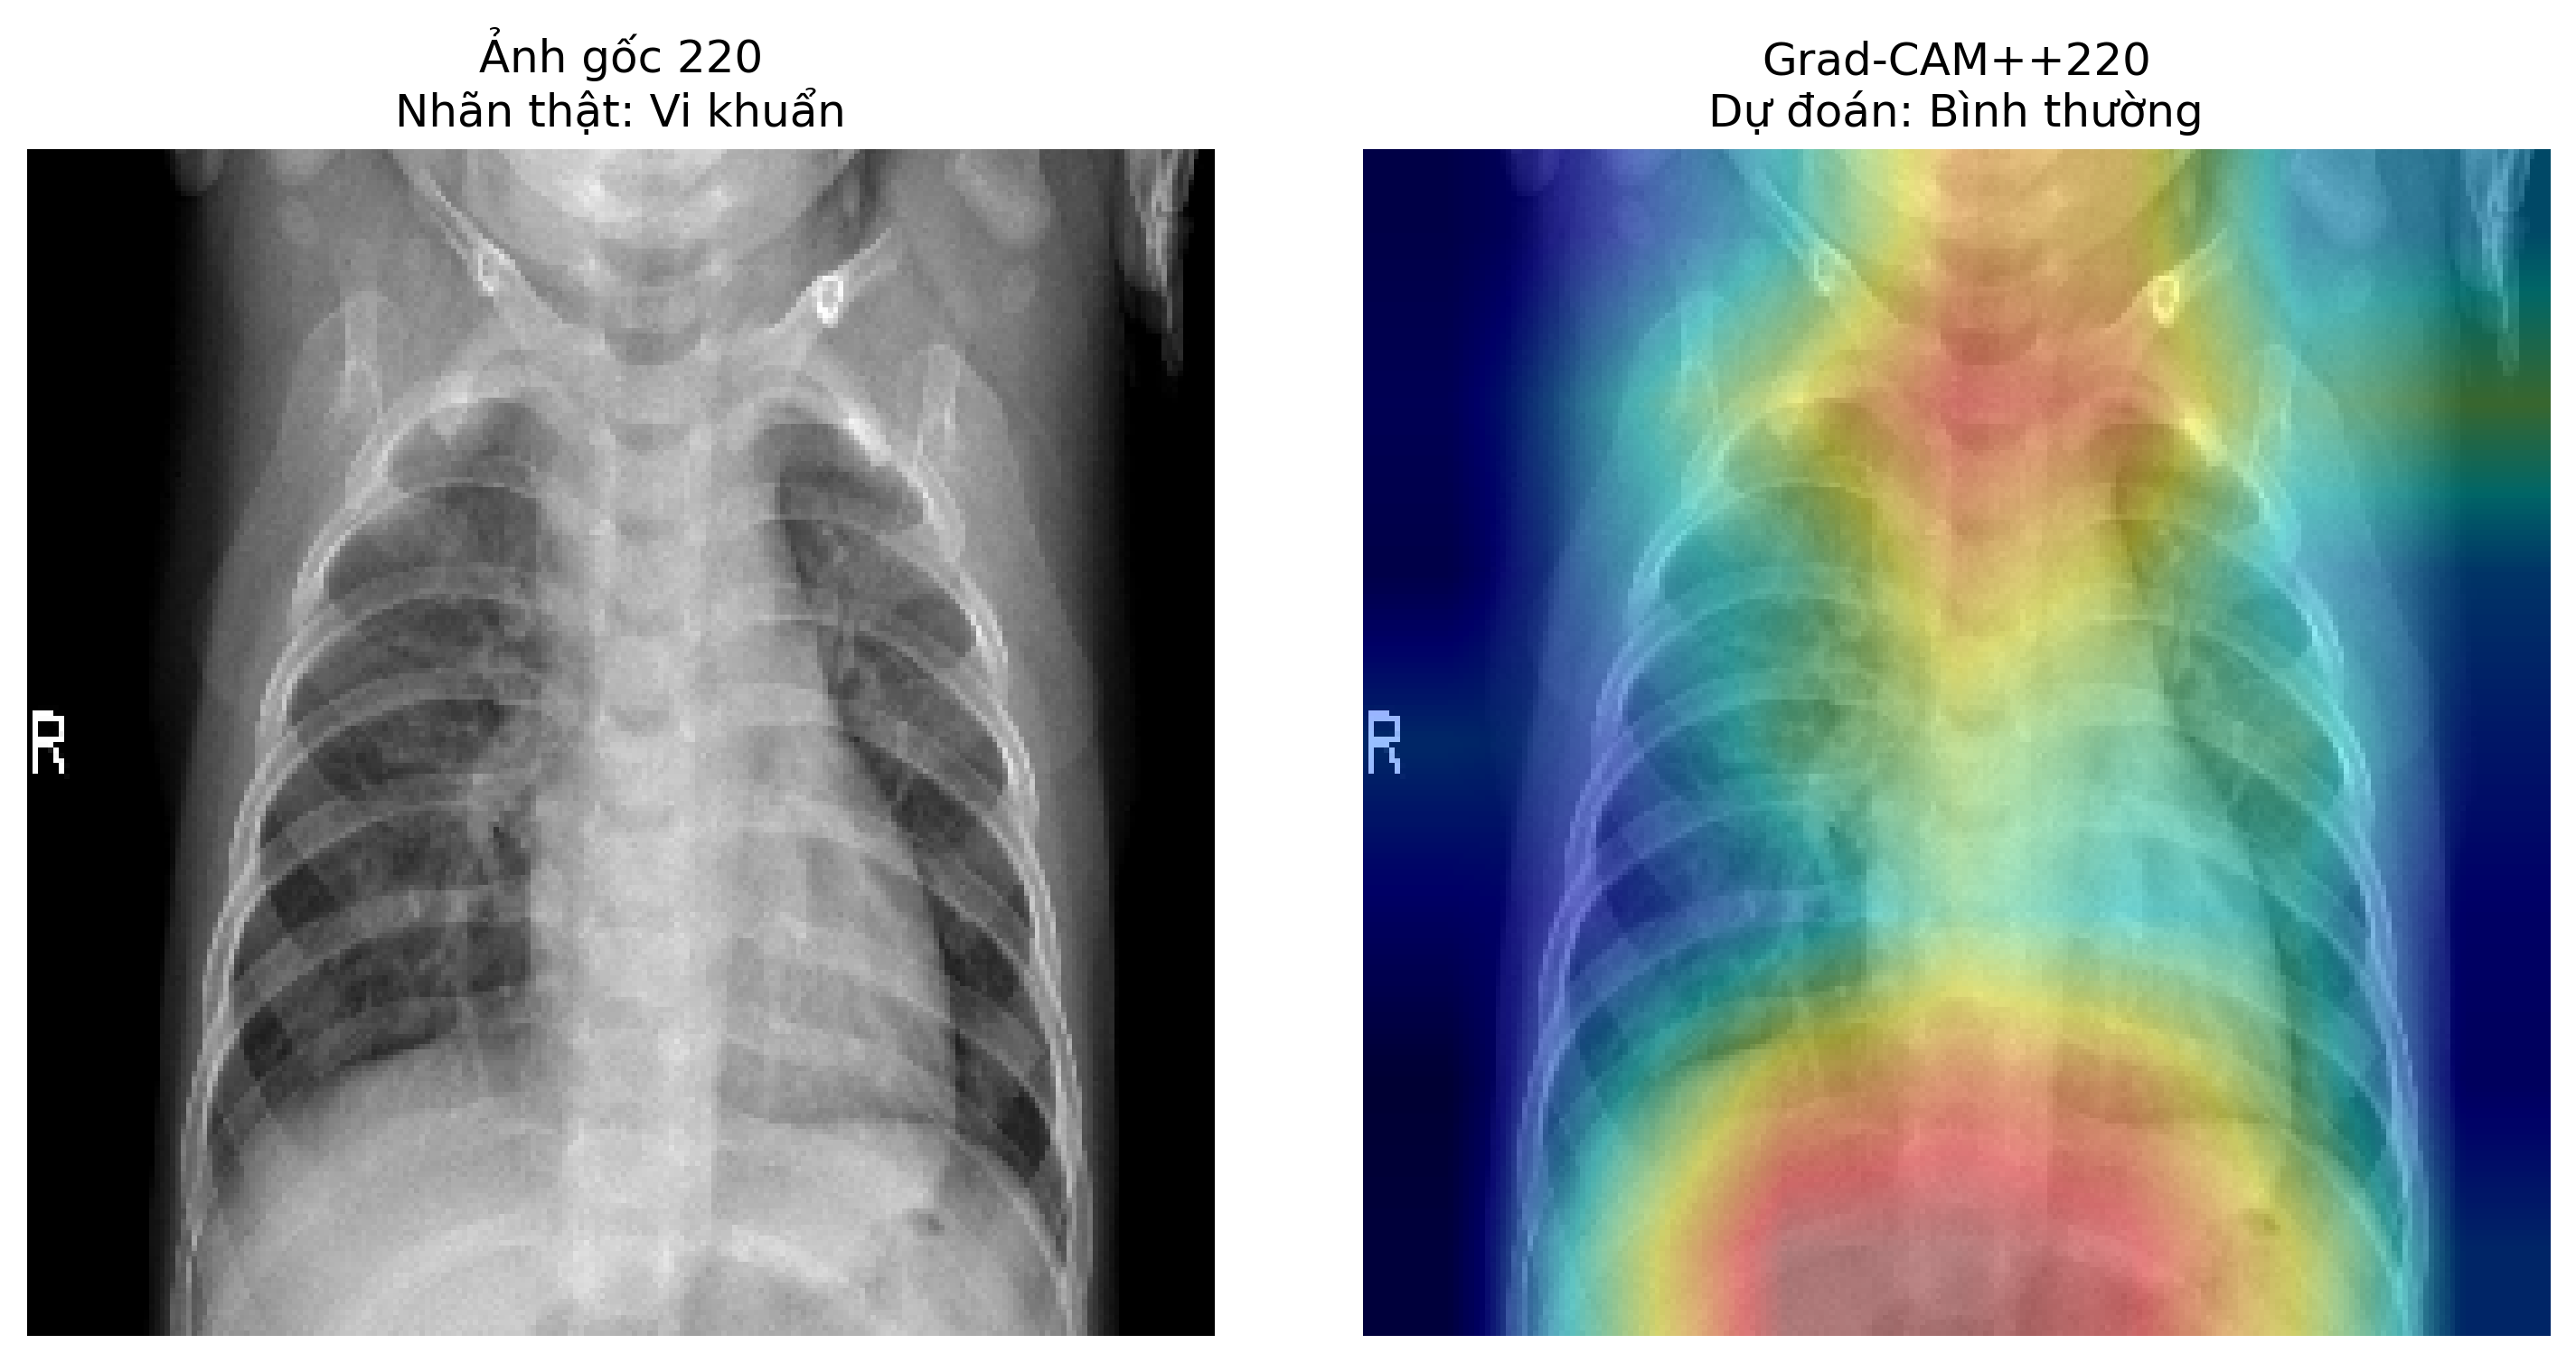 Ảnh gốc 220
Nhãn thật: Vi khuẩn
Grad-CAM++220
Dự đoán: Bình thường
R
R